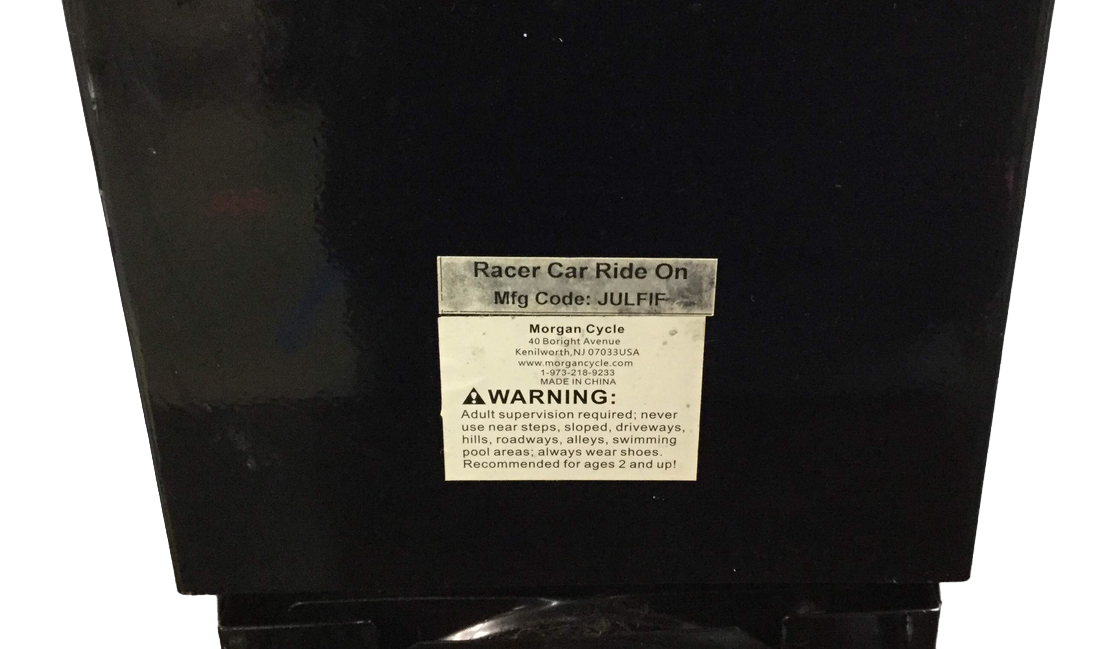 Racer Car Ride On
Mfg Code: JULFIF
Morgan Cycle
40 Boright Avenue
Kenilworth,NJ 07033USA
www.morgancycle.com
1-973-218-9233
MADE IN CHINA
WARNING:
Adult supervision required; never
use near steps, sloped, driveways,
hills, roadways, alleys, swimming
pool areas; always wear shoes.
Recommended for ages 2 and up!